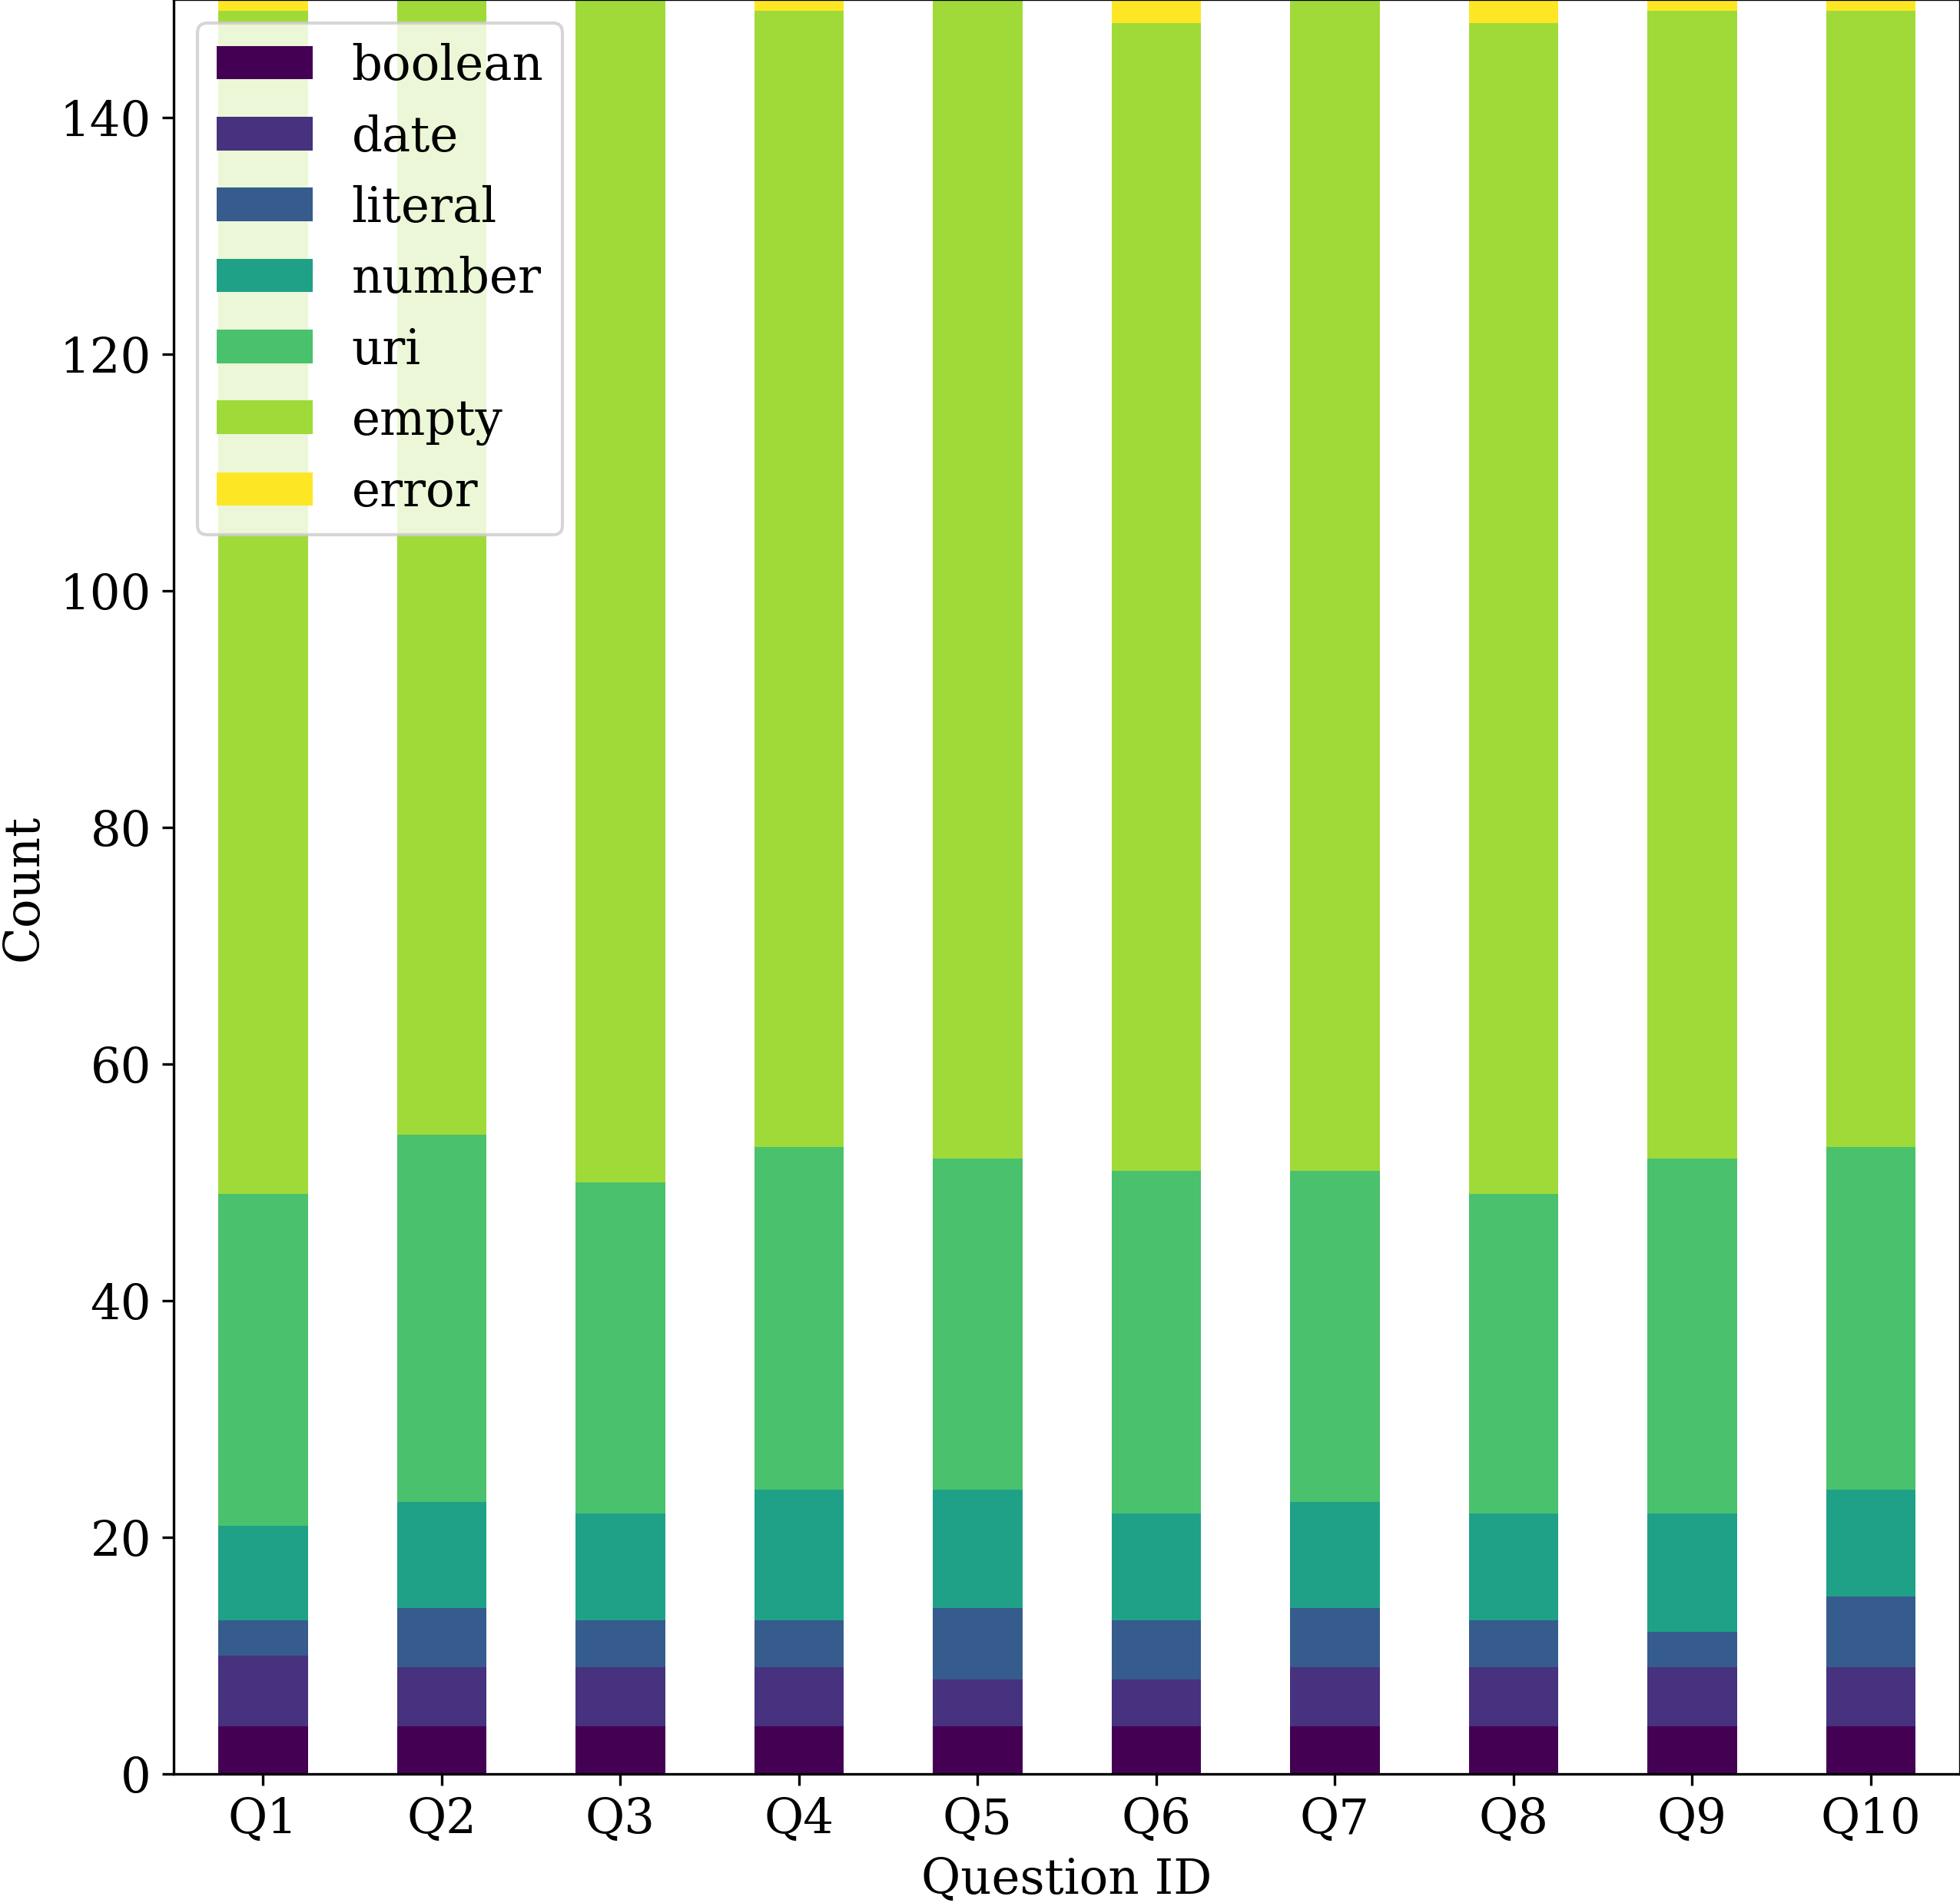 boolean
date
literal
number
uri
empty
error
140
120
100
80
60
40
20
0
Count
Q1 Q2 Q3 Q4 Q5 Q6 Q7 Q8 Q9 Q10
Question ID